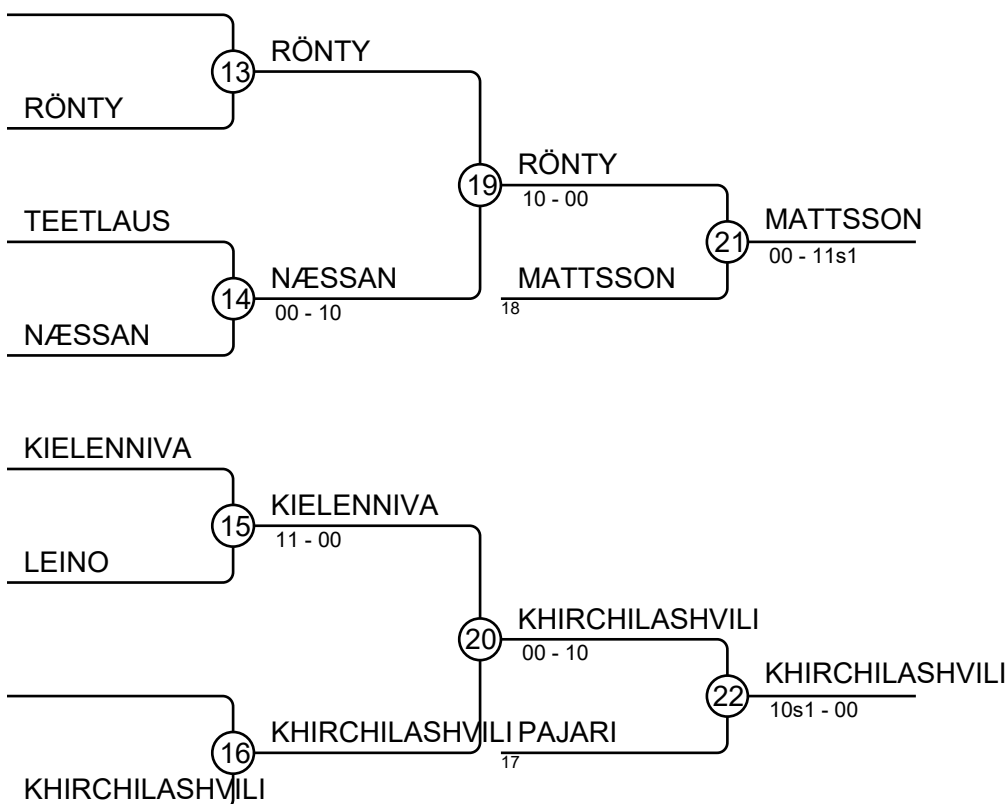 RÖNTY
13
RÖNTY
RÖNTY
19
10 - 00
TEETLAUS
MATTSSON
21
00 - 11s1
NÆSSAN
14
00 - 10
MATTSSON
18
NÆSSAN
KIELENNIVA
KIELENNIVA
15
11 - 00
LEINO
KHIRCHILASHVILI
20
00 - 10
KHIRCHILASHVILI
22
10s1 - 00
KHIRCHILASHVILI
16
PAJARI
17
KHIRCHILASHVILI